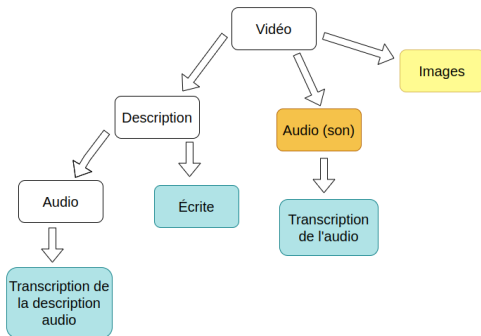 Vidéo
Images
Description
Audio (son)
Audio
Écrite
Transcription
de l'audio
Transcription de
la description
audio